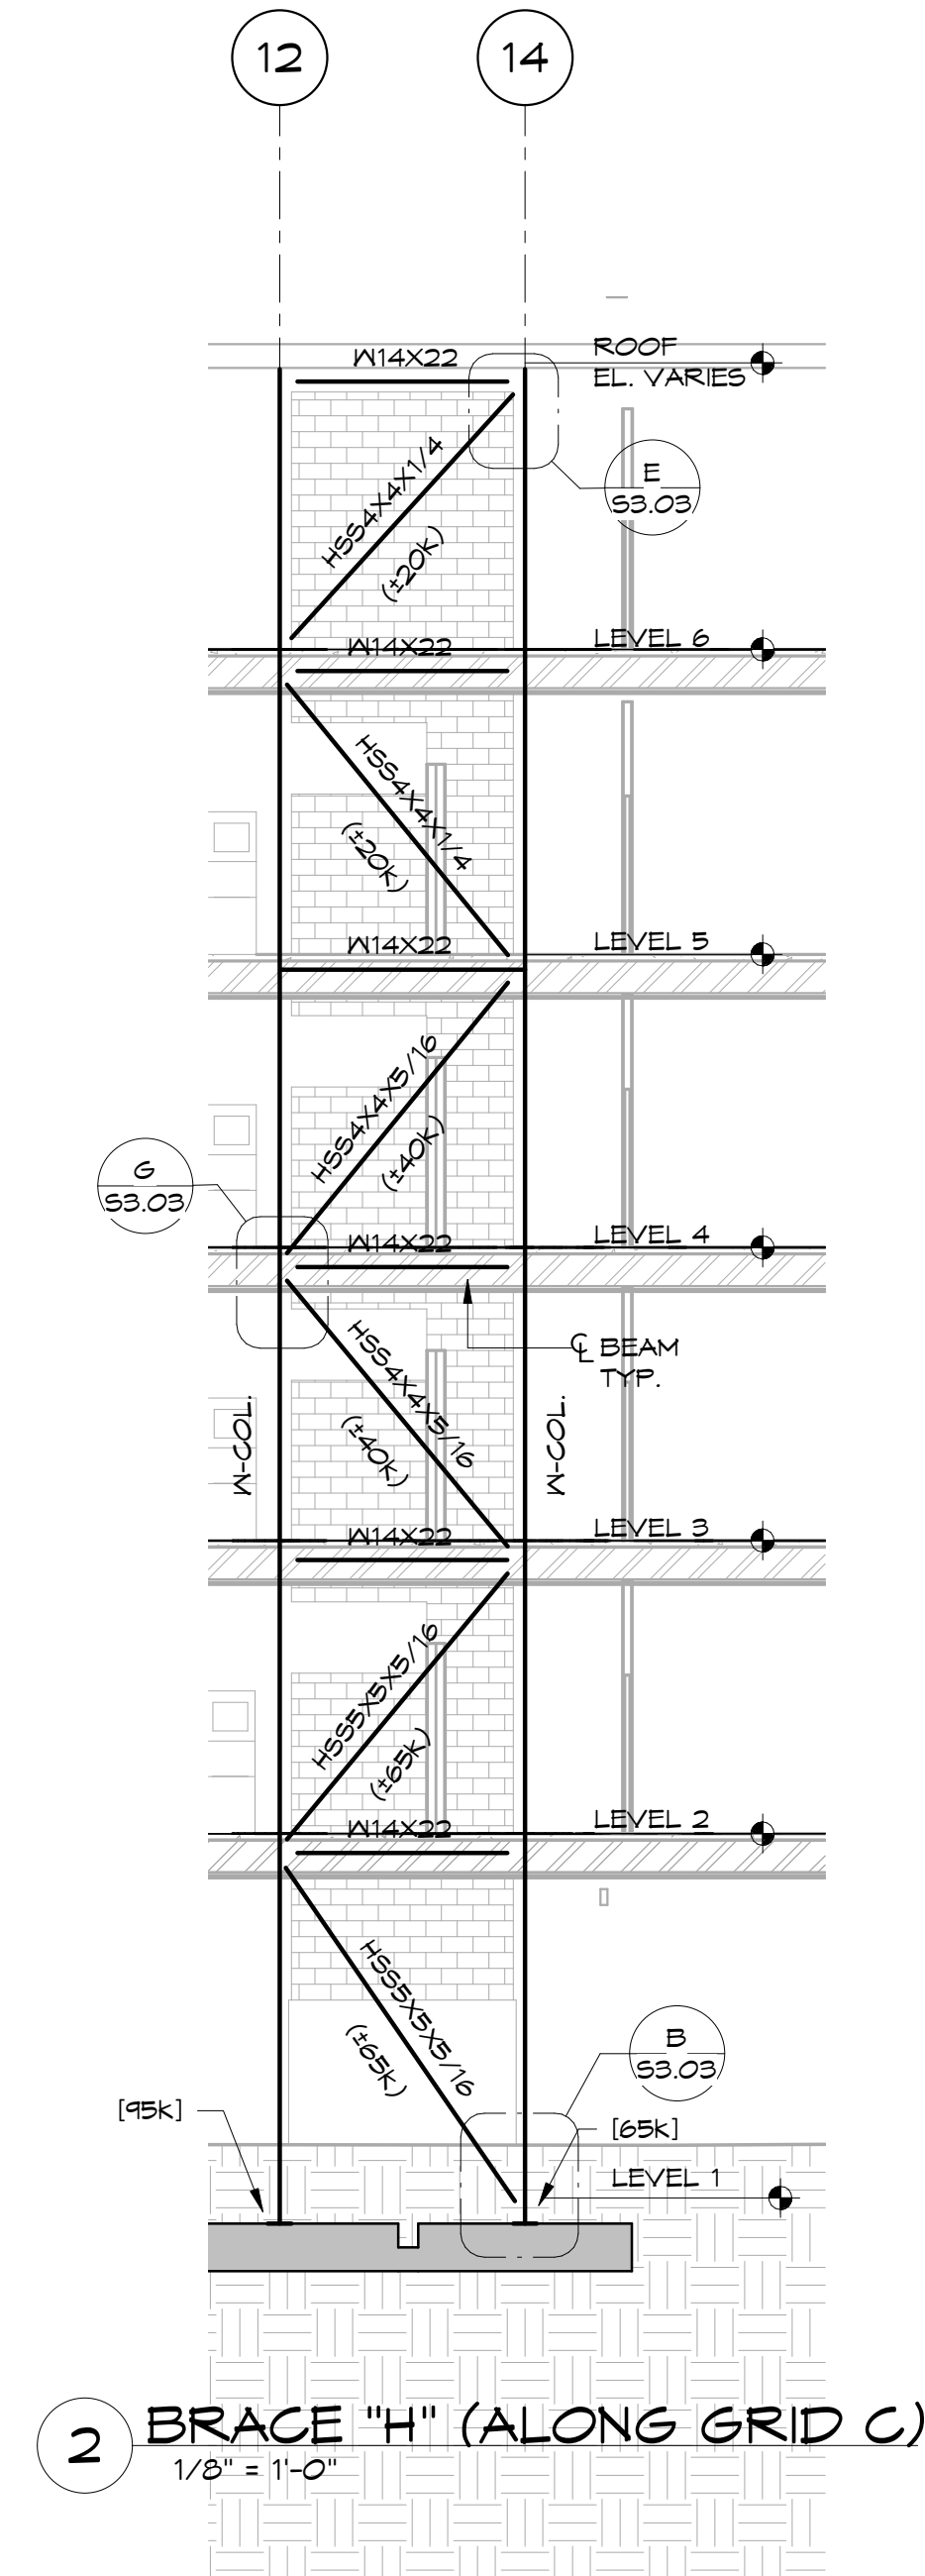 12
14
W14X22
ROOF
EL. VARIES
HSS4X4X1/4
(±20K)
E
S3.03
W14X22
LEVEL 6
HSS4X4X1/4
(±20K)
W14X22
LEVEL 5
HSS4X4X5/16
(±40K)
G
S3.03
W14X22
LEVEL 4
HSS4X4X5/16
(±40K)
℄ BEAM
TYP.
W-COL.
W-COL.
W14X22
LEVEL 3
HSS5X5X5/16
(±65K)
W14X22
LEVEL 2
HSS5X5X5/16
(±65K)
B
S3.03
[95K]
[65K]
LEVEL 1
2
BRACE "H" (ALONG GRID C)
1/8" = 1'-0"